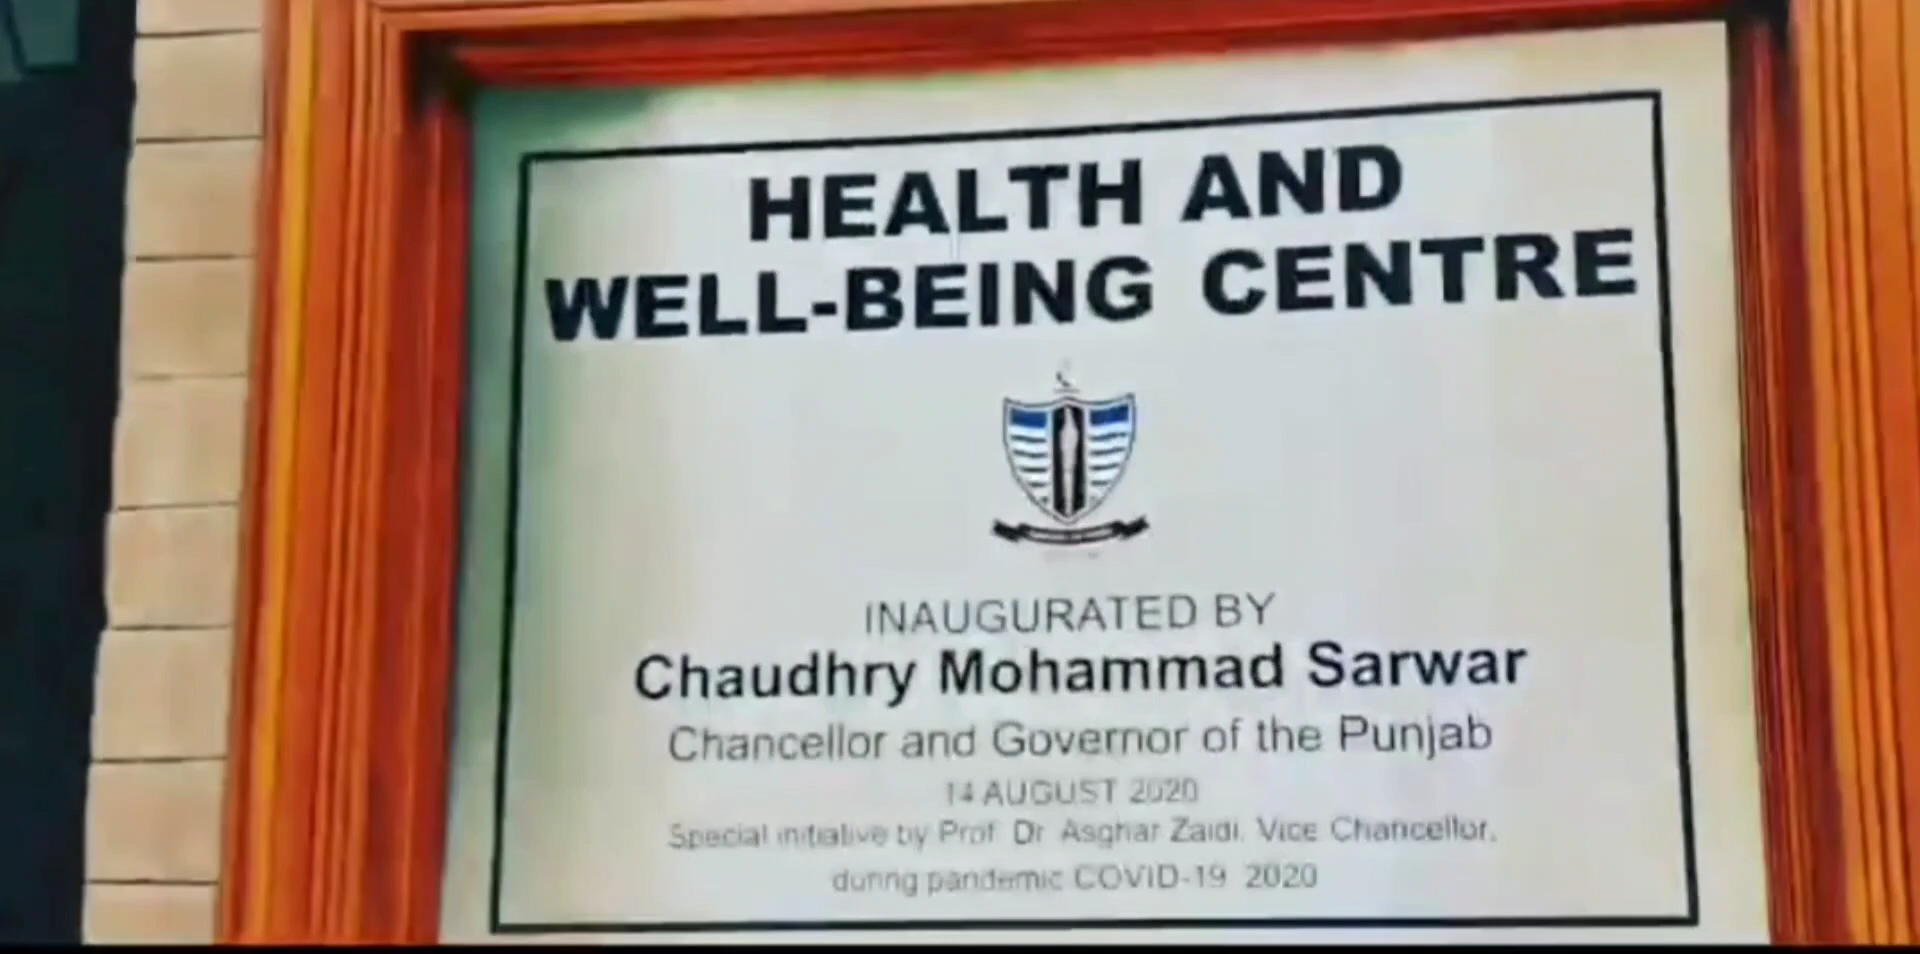 HEALTH AND
WELL-BEING CENTRE
INAUGURATED BY
Chaudhry Mohammad Sarwar
Chancellor and Governor of the Punjab
14 AUGUST 2020
Special initiative by Prof Dr Asghar Zaidi, Vice Chancellor,
during pandemic COVID-19 2020